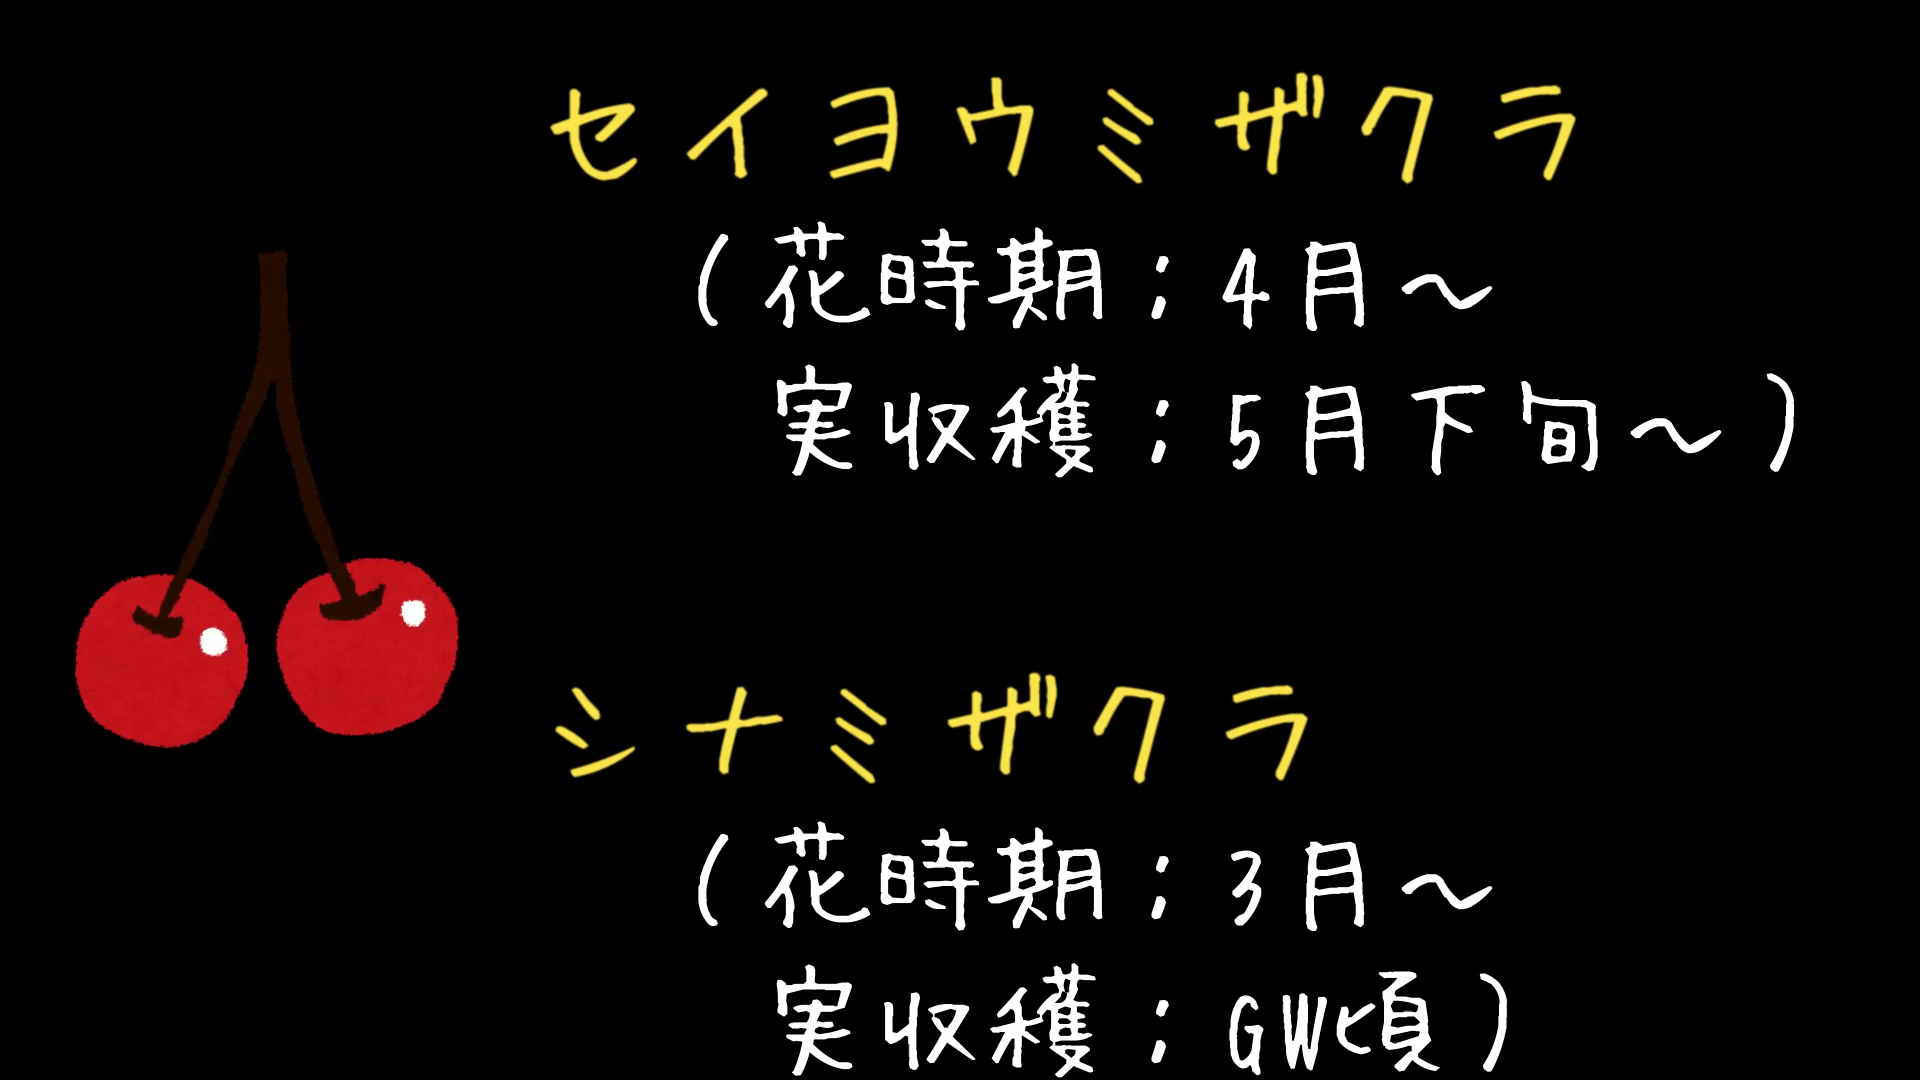 セイヨウミザクラ
(花時期;4月～
実収穫;5月下旬～)
シナミザクラ
(花時期;3月～
実収穫;GW頃)